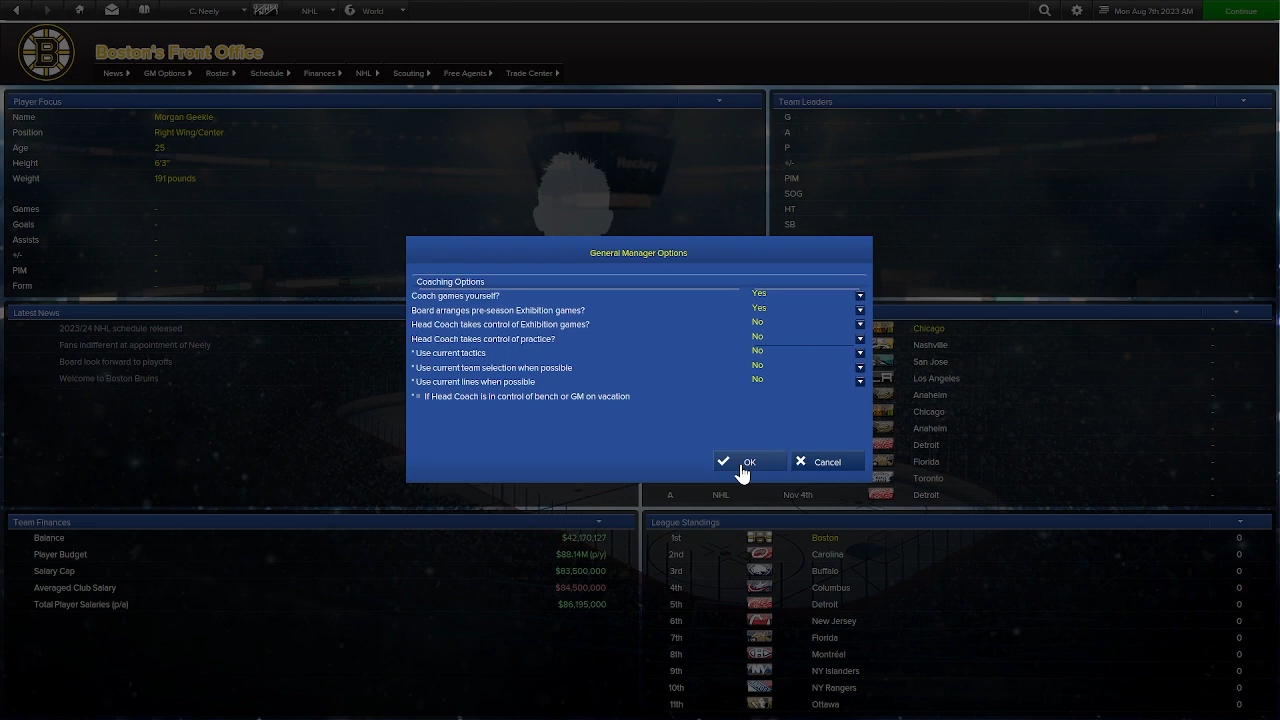 C. Neely
NHL
World
Mon Aug 7th 2023 AM
Continue
B
Boston's Front Office
News
GM Options
Roster
Schedule
Finances
NHL
Scouting
Free Agents
Trade Center
Player Focus
Name Morgan Geekie
Position Right Wing/Center
Age 25
Height 6'3"
Weight 191 pounds
Games -
Goals -
Assists -
+/- -
PIM -
Form -
Team Leaders
G
A
P
+/-
PIM
SOG
HT
SB
Hockey
General Manager Options
Coaching Options
Coach games yourself? Yes
Board arranges pre-season Exhibition games? Yes
Head Coach takes control of Exhibition games? No
Head Coach takes control of practice? No
* Use current tactics No
* Use current team selection when possible No
* Use current lines when possible No
* = If Head Coach is in control of bench or GM on vacation
OK
Cancel
Latest News
2023/24 NHL schedule released
Fans indifferent at appointment of Neely
Board look forward to playoffs
Welcome to Boston Bruins
Chicago -
Nashville -
San Jose -
Los Angeles -
Anaheim -
Chicago -
Anaheim -
Detroit -
Florida -
Toronto -
A NHL Nov 4th Detroit -
Team Finances
Balance $42,170,127
Player Budget $88.14M (p/y)
Salary Cap $83,500,000
Averaged Club Salary $84,500,000
Total Player Salaries (p/a) $86,195,000
League Standings
1st Boston 0
2nd Carolina 0
3rd Buffalo 0
4th Columbus 0
5th Detroit 0
6th New Jersey 0
7th Florida 0
8th Montréal 0
9th NY Islanders 0
10th NY Rangers 0
11th Ottawa 0